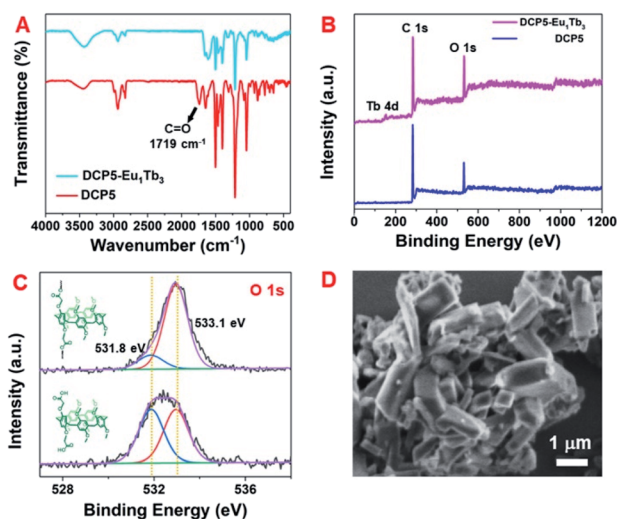 A
Transmittance (%)
C=O
1719 cm⁻¹
DCP5-Eu₁Tb₃
DCP5
4000 3500 3000 2500 2000 1500 1000 500
Wavenumber (cm⁻¹)
B
Intensity (a.u.)
DCP5-Eu₁Tb₃
DCP5
C 1s
O 1s
Tb 4d
0 200 400 600 800 1000 1200
Binding Energy (eV)
C
Intensity (a.u.)
O 1s
533.1 eV
531.8 eV
528 532 536
Binding Energy (eV)
D
1 μm